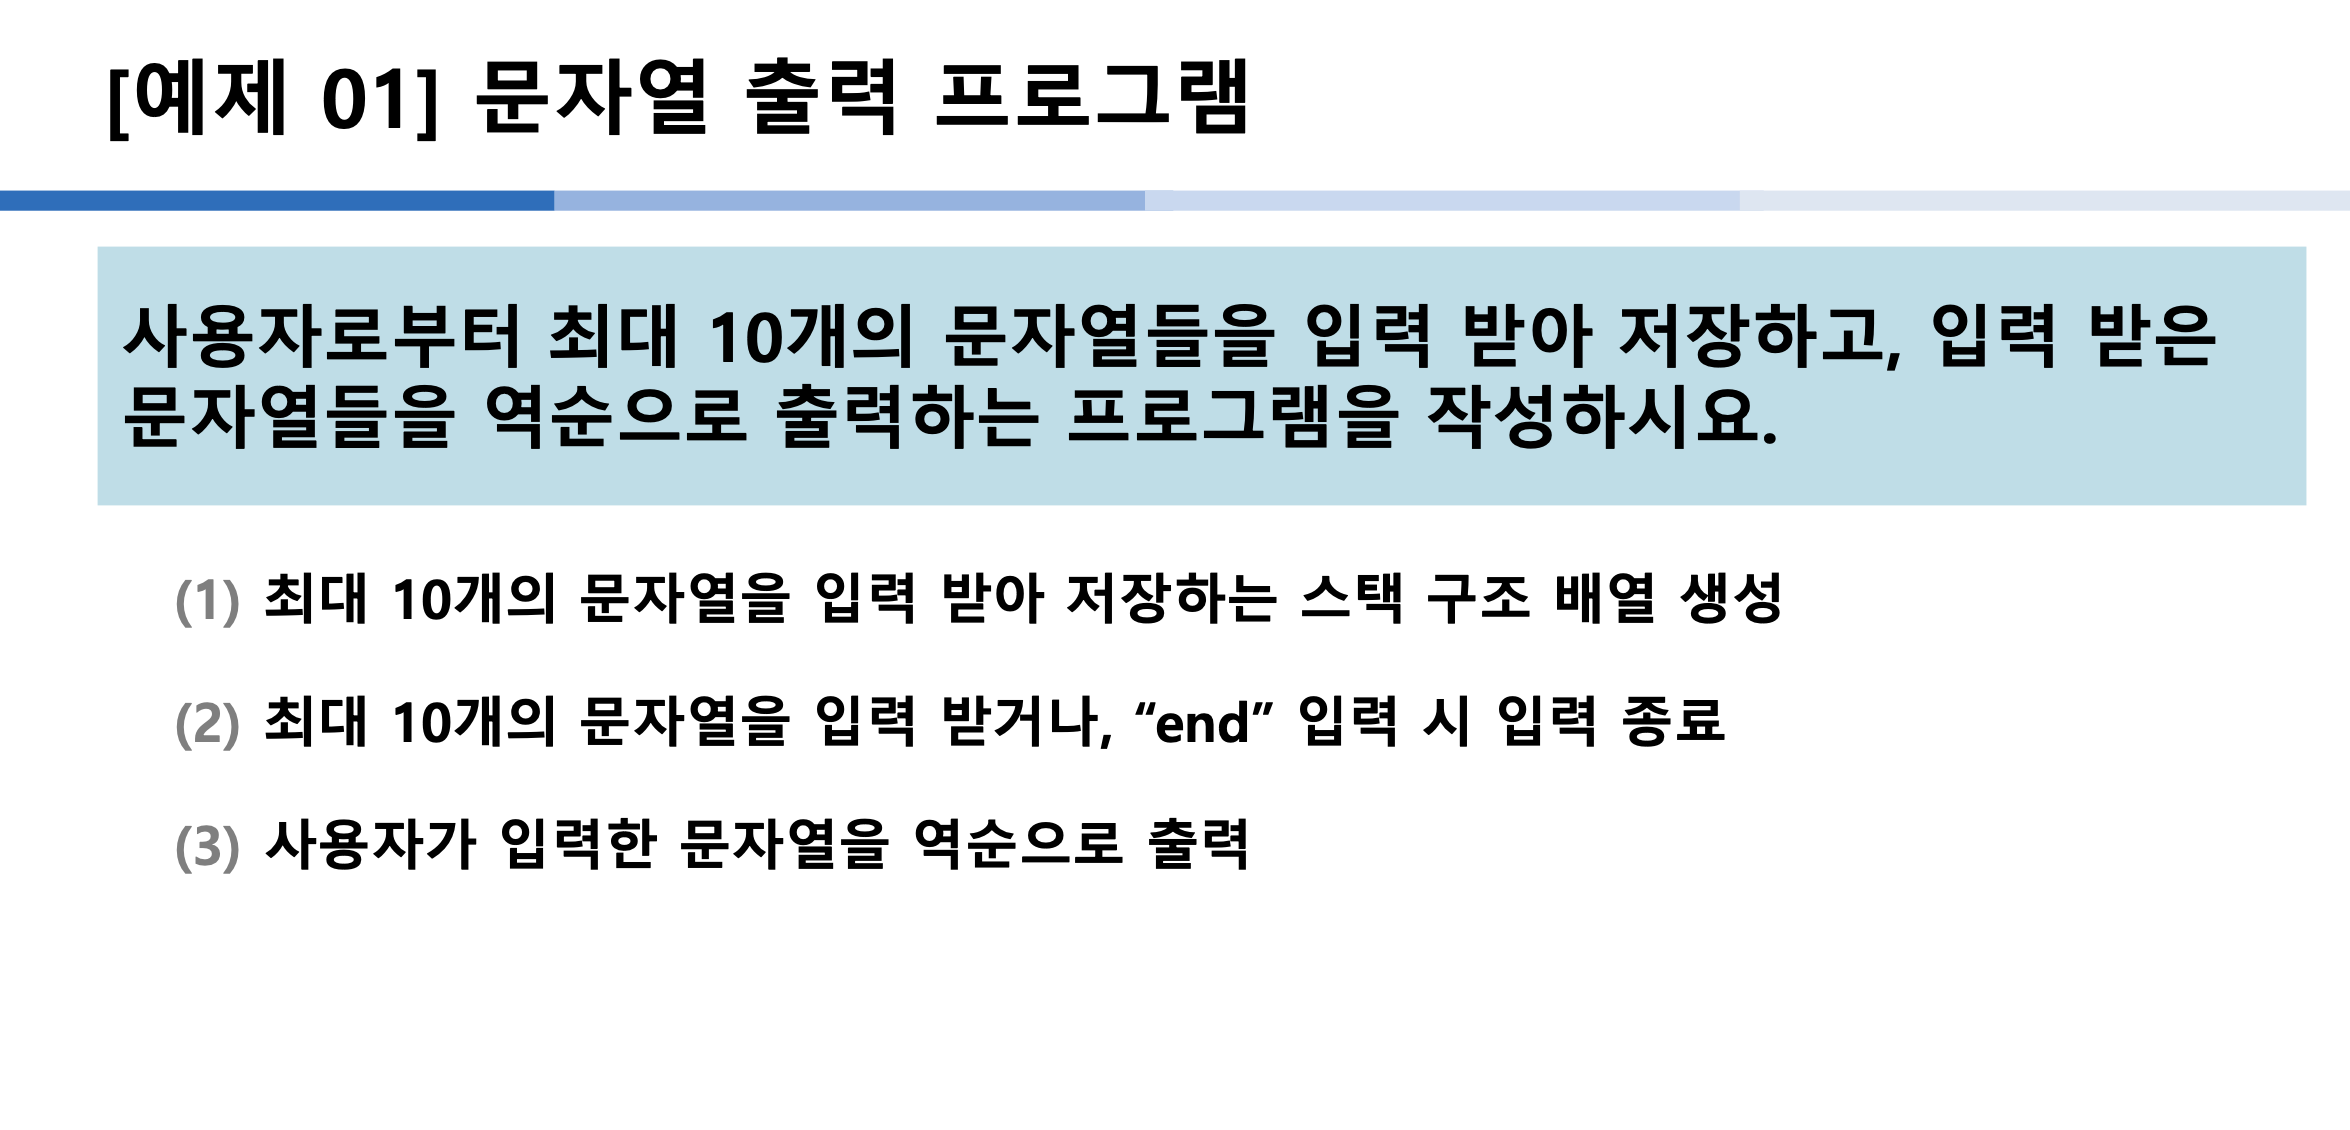 [예제 01] 문자열 출력 프로그램
사용자로부터 최대 10개의 문자열들을 입력 받아 저장하고, 입력 받은
문자열들을 역순으로 출력하는 프로그램을 작성하시요.
(1) 최대 10개의 문자열을 입력 받아 저장하는 스택 구조 배열 생성
(2) 최대 10개의 문자열을 입력 받거나, “end” 입력 시 입력 종료
(3) 사용자가 입력한 문자열을 역순으로 출력